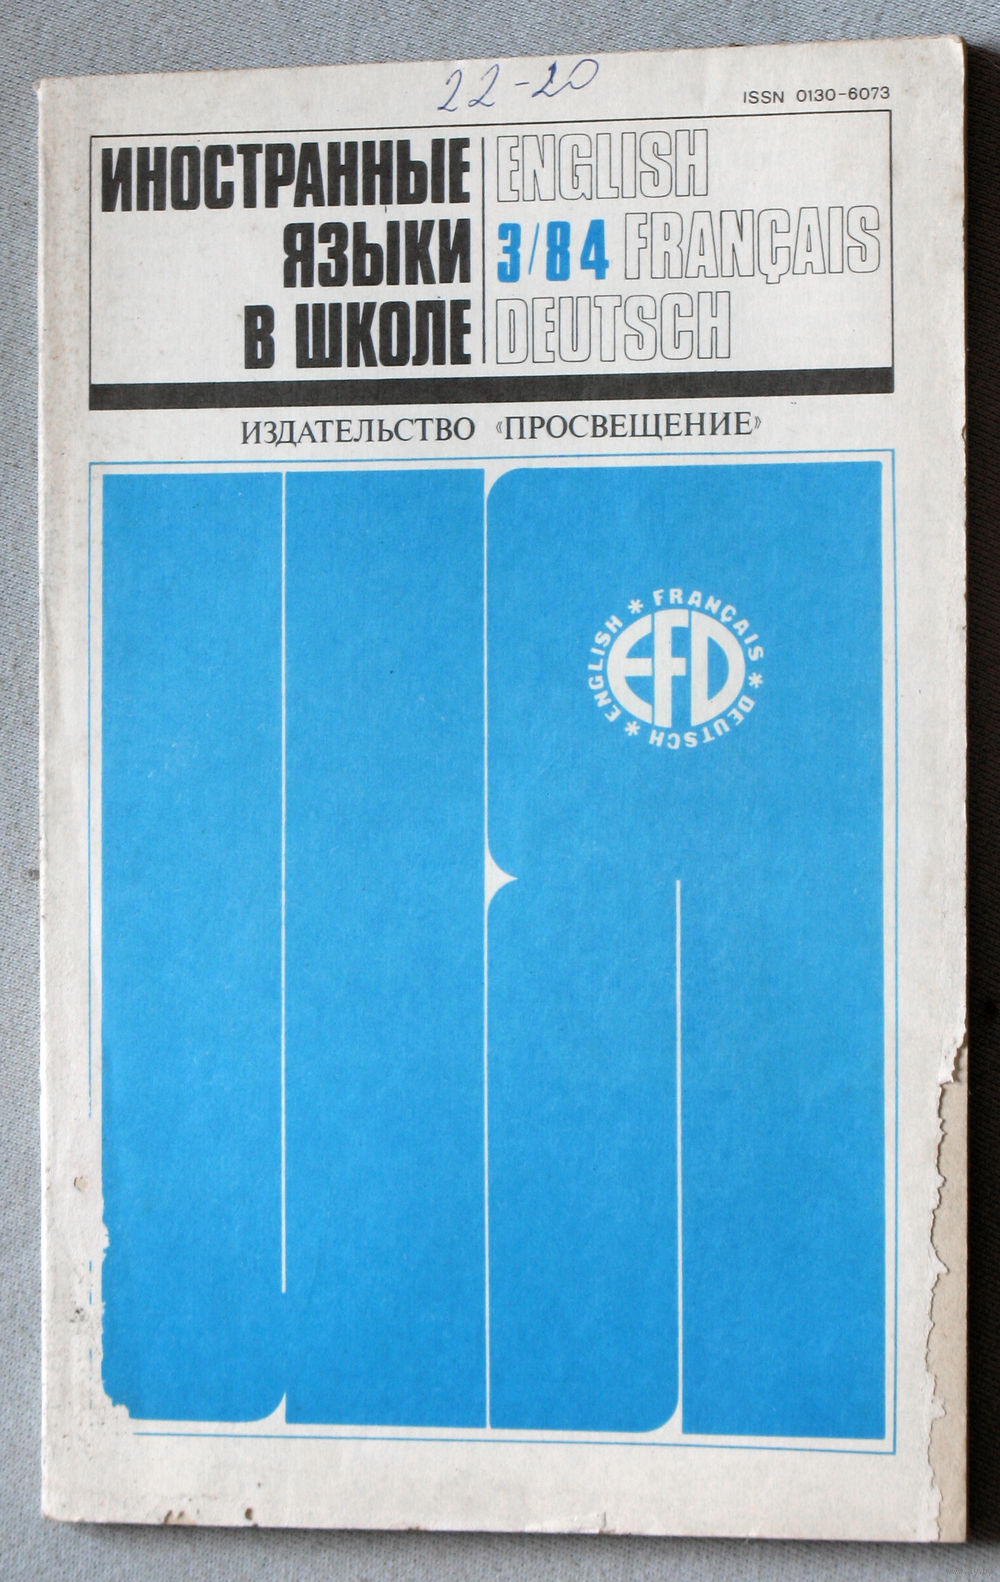 22-20
ISSN 0130-6073
ИНОСТРАННЫЕ
ЯЗЫКИ
В ШКОЛЕ
ENGLISH
3/84 FRANÇAIS
DEUTSCH
ИЗДАТЕЛЬСТВО «ПРОСВЕЩЕНИЕ»
ИЯ
ENGLISH * FRANÇAIS * DEUTSCH *
EFD